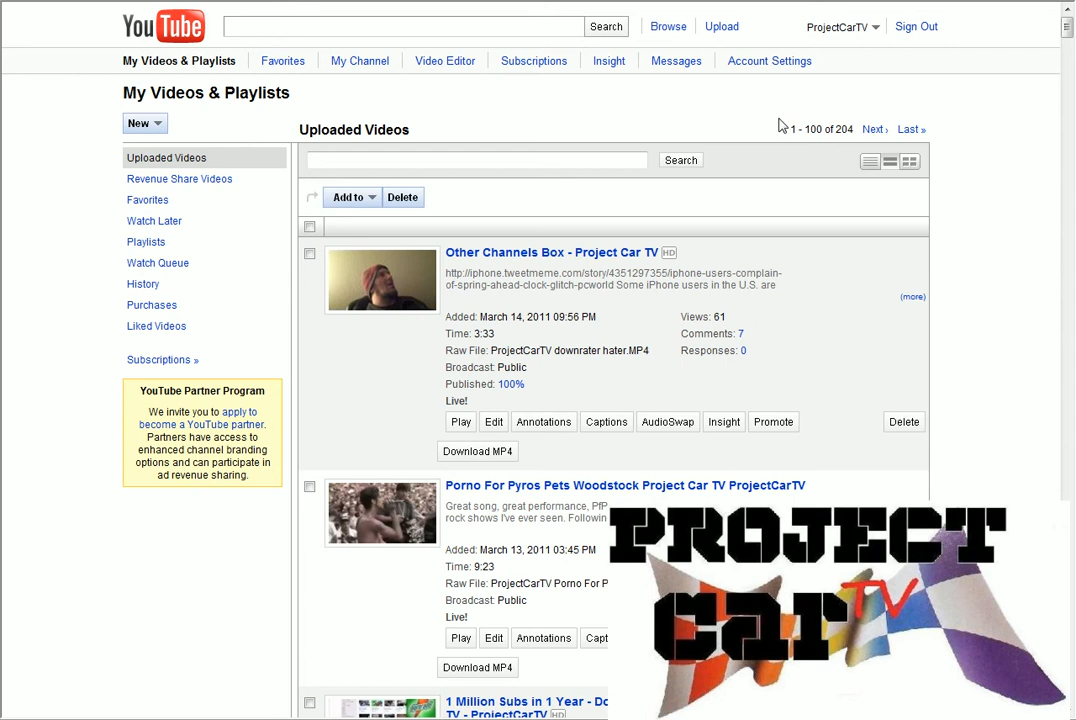 YouTube
Search
Browse
Upload
ProjectCarTV
Sign Out
My Videos & Playlists
Favorites
My Channel
Video Editor
Subscriptions
Insight
Messages
Account Settings
My Videos & Playlists
New
Uploaded Videos
1 - 100 of 204 Next › Last »
Uploaded Videos
Revenue Share Videos
Favorites
Watch Later
Playlists
Watch Queue
History
Purchases
Liked Videos
Subscriptions »
YouTube Partner Program
We invite you to apply to
become a YouTube partner.
Partners have access to
enhanced channel branding
options and can participate in
ad revenue sharing.
Search
Add to
Delete
Other Channels Box - Project Car TV HD
http://iphone.tweetmeme.com/story/4351297355/iphone-users-complain-
of-spring-ahead-clock-glitch-pcworld Some iPhone users in the U.S. are
(more)
Added: March 14, 2011 09:56 PM
Time: 3:33
Raw File: ProjectCarTV downrater hater.MP4
Broadcast: Public
Published: 100%
Live!
Views: 61
Comments: 7
Responses: 0
Play
Edit
Annotations
Captions
AudioSwap
Insight
Promote
Delete
Download MP4
Porno For Pyros Pets Woodstock Project Car TV ProjectCarTV
Great song, great performance, PfP
rock shows I've ever seen. Followin
Added: March 13, 2011 03:45 PM
Time: 9:23
Raw File: ProjectCarTV Porno For P
Broadcast: Public
Live!
Play
Edit
Annotations
Capt
Download MP4
1 Million Subs in 1 Year - Do
TV - ProjectCarTV HD
PROJECT
Car TV